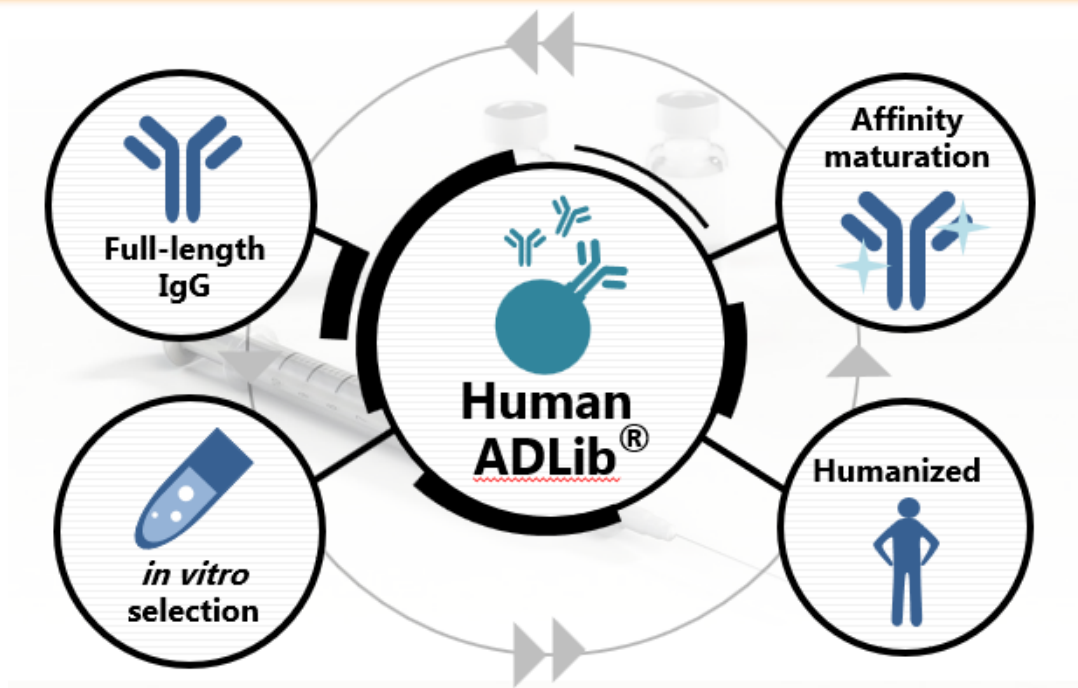 Full-length
IgG
Affinity
maturation
Human
ADLib®
in vitro
selection
Humanized